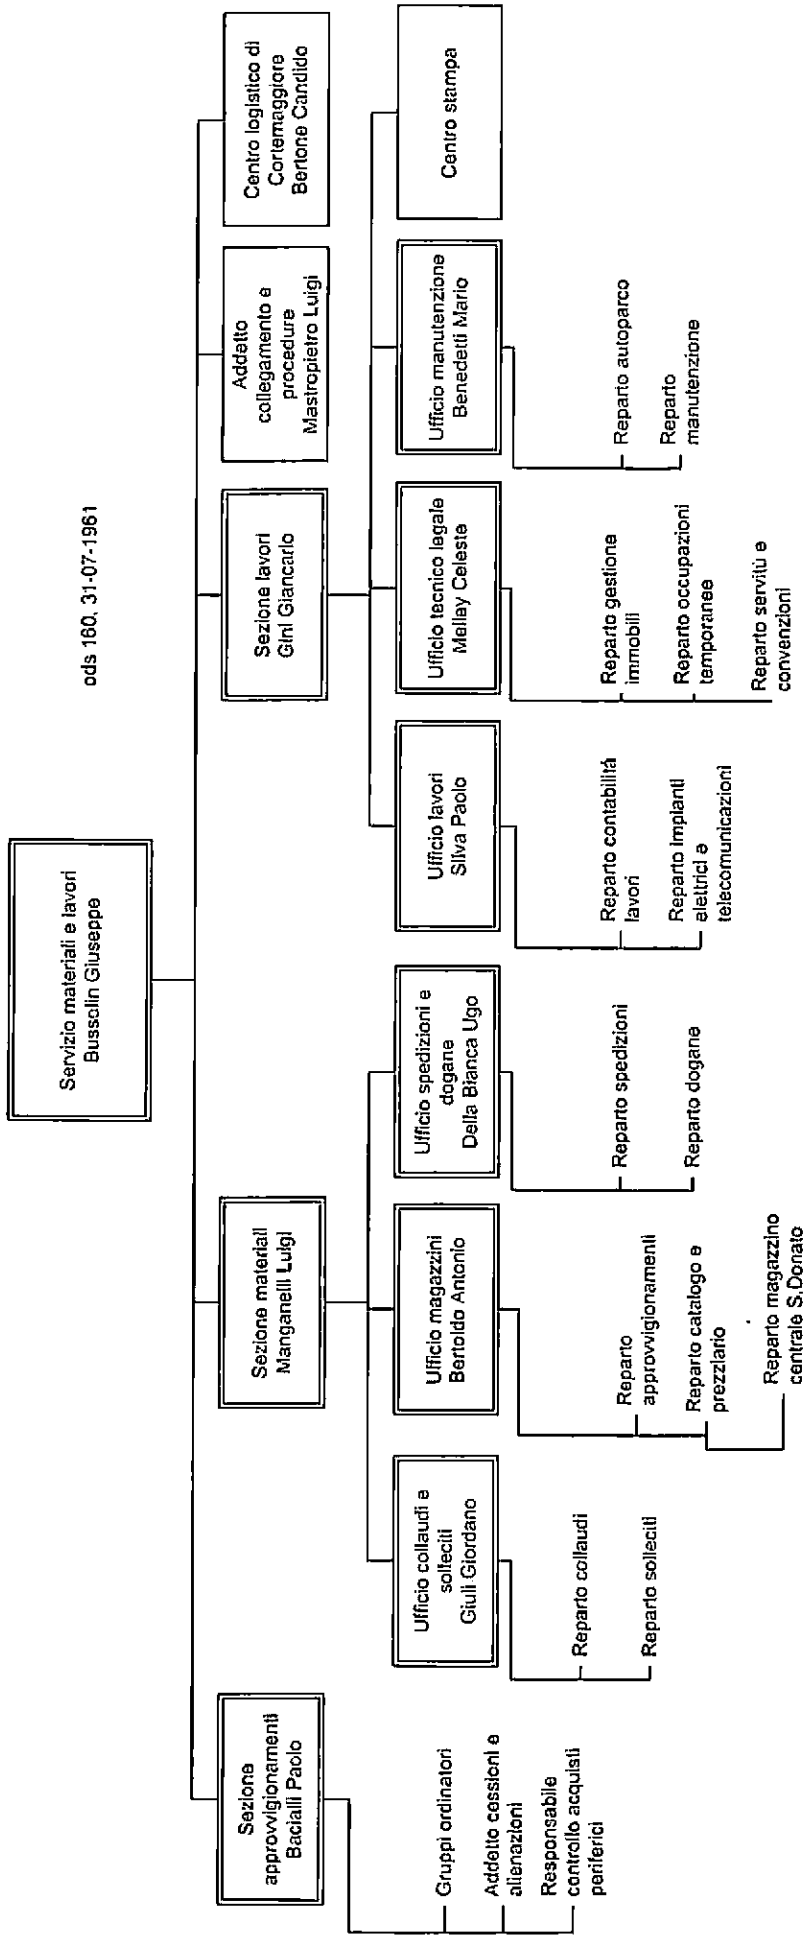 ods 160, 31-07-1961
Servizio materiali e lavori
Bussolin Giuseppe
Sezione
approvvigionamenti
Bacialli Paolo
Sezione materiali
Manganelli Luigi
Sezione lavori
Gini Giancarlo
Addetto
collegamento e
procedure
Mastropietro Luigi
Centro logistico di
Cortemaggiore
Bertone Candido
Ufficio collaudi e
solleciti
Giuli Giordano
Ufficio magazzini
Bertoldo Antonio
Ufficio spedizioni e
dogane
Della Bianca Ugo
Ufficio lavori
Silva Paolo
Ufficio tecnico legale
Melley Celeste
Ufficio manutenzione
Benedetti Mario
Centro stampa
Gruppi ordinatori
Addetto cessioni e
alienazioni
Responsabile
controllo acquisti
periferici
Reparto collaudi
Reparto solleciti
Reparto
approvvigionamenti
Reparto catalogo e
prezziario
Reparto magazzino
centrale S.Donato
Reparto spedizioni
Reparto dogane
Reparto contabilità
lavori
Reparto impianti
elettrici e
telecomunicazioni
Reparto gestione
immobili
Reparto occupazioni
temporanee
Reparto servitù e
convenzioni
Reparto autoparco
Reparto
manutenzione